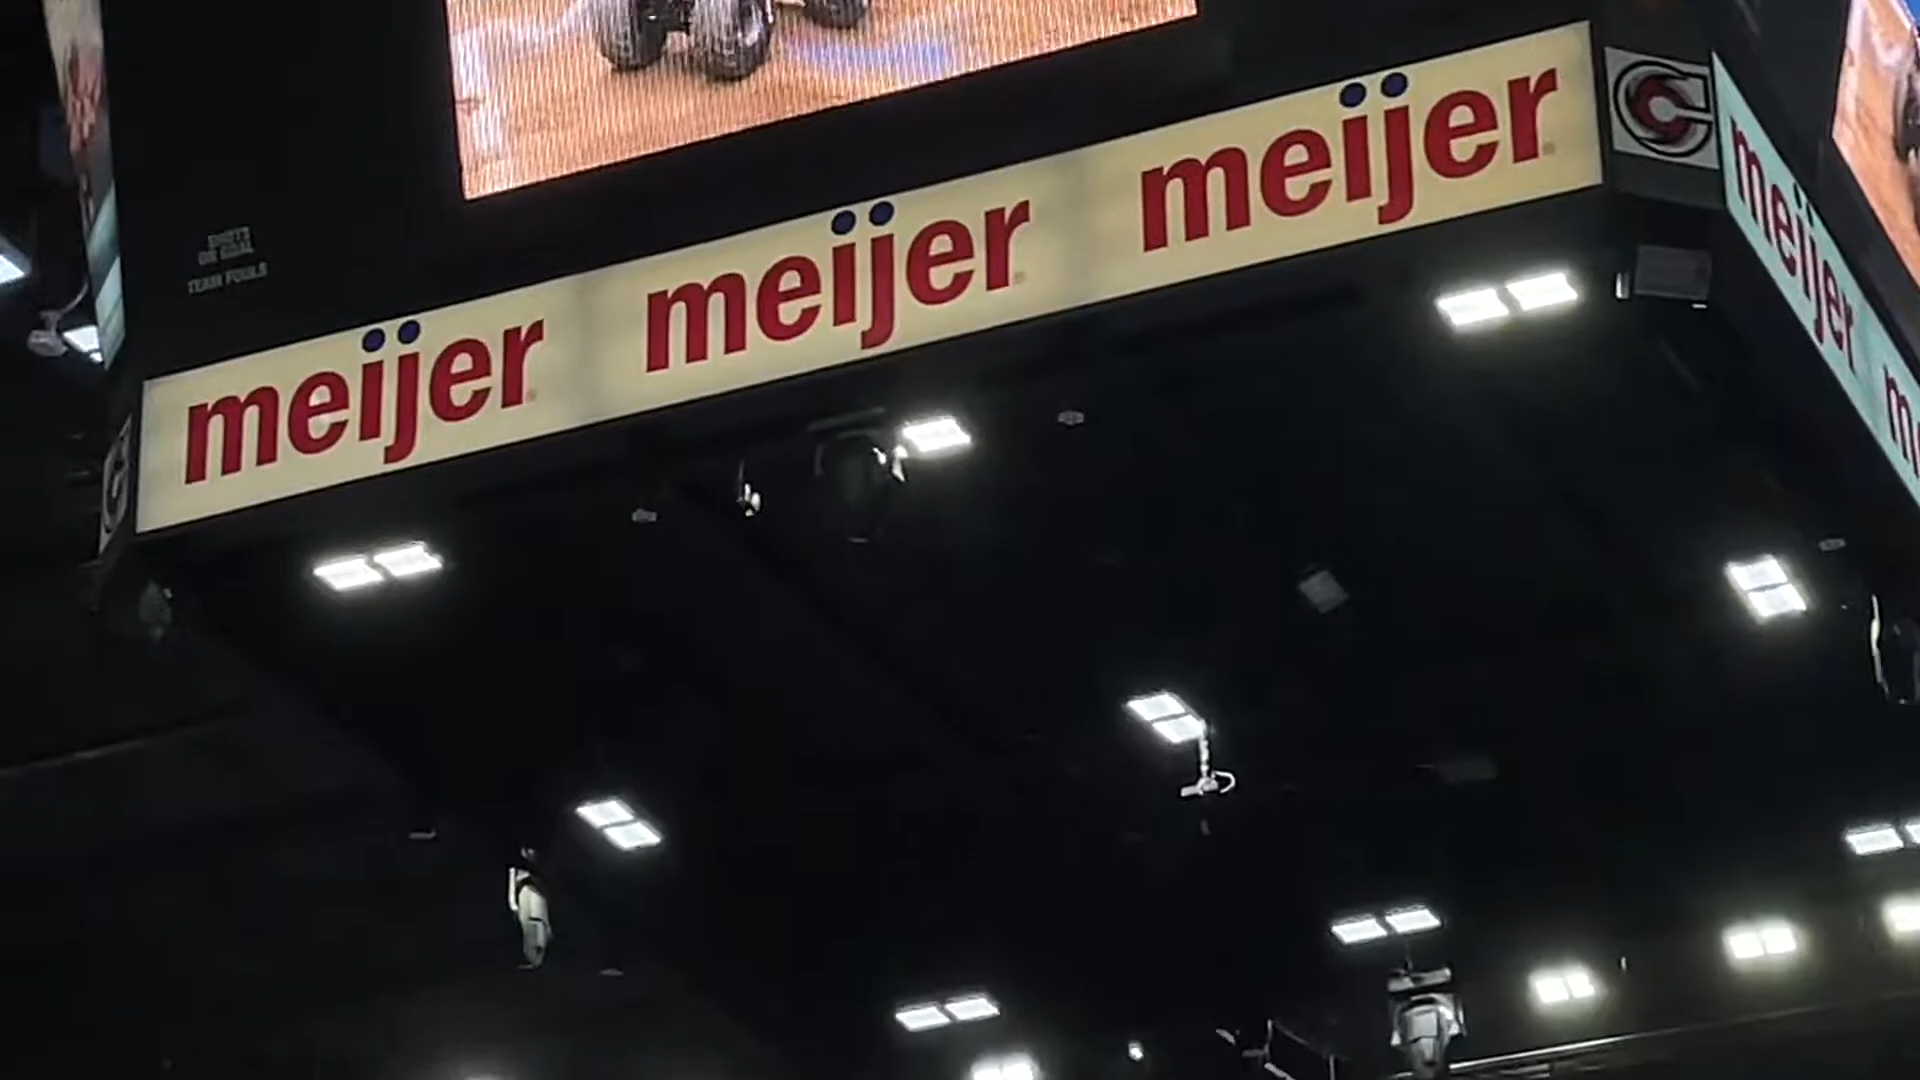 SHOTS
ON GOAL
TEAM FOULS
meijer meijer meijer
meijer